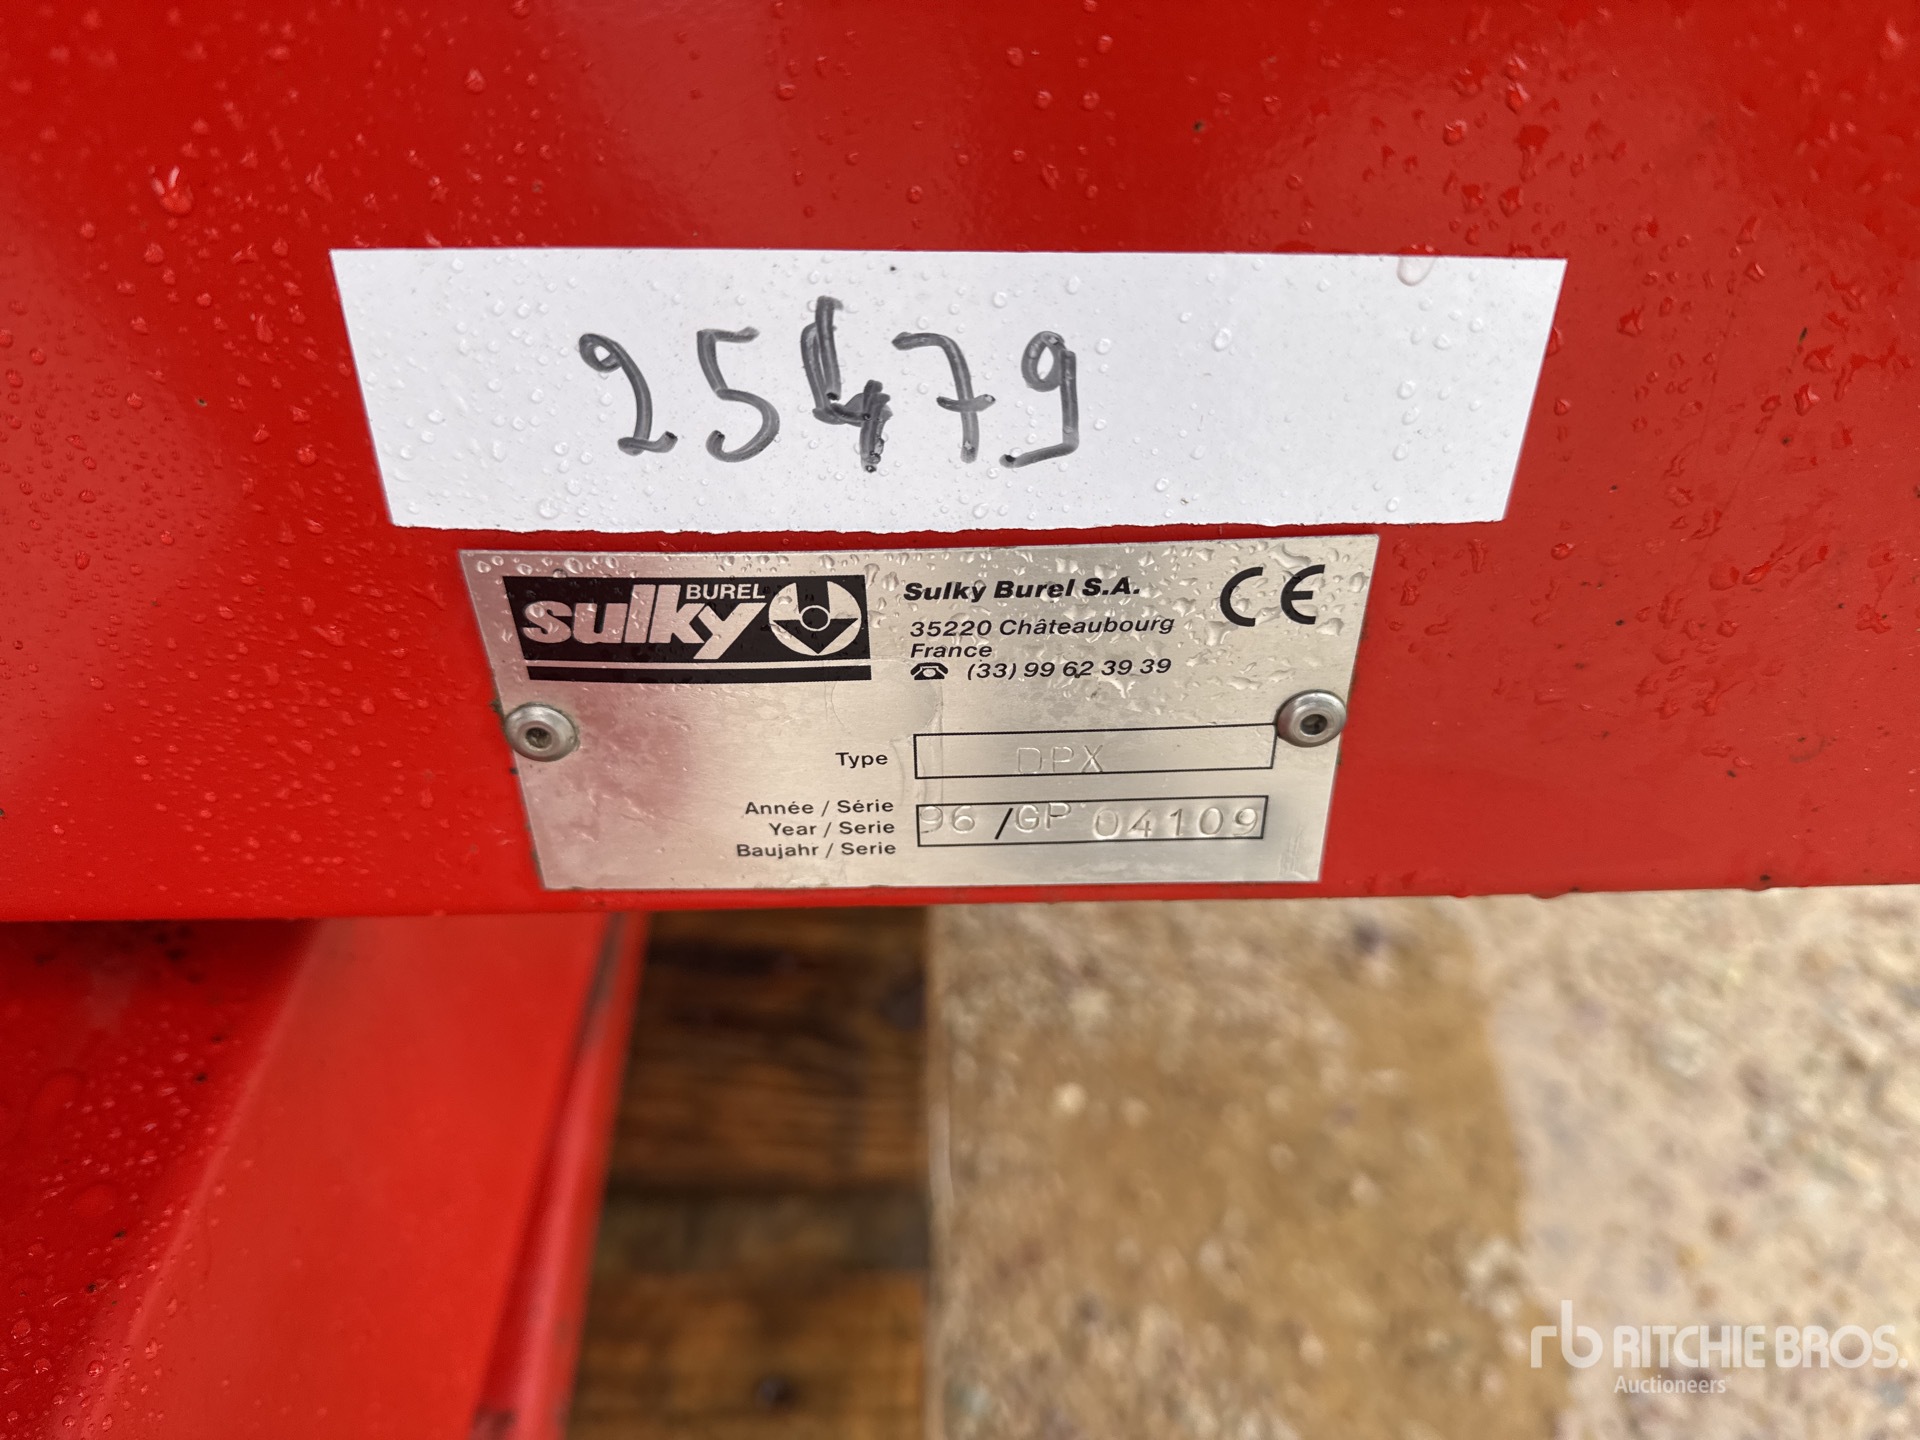 25479
BUREL
sulky
Sulky Burel S.A.
35220 Châteaubourg
France
☎ (33) 99 62 39 39
CE
Type DPX
Année / Série
Year / Serie 96 / GP 04109
Baujahr / Serie
rb RITCHIE BROS.
Auctioneers